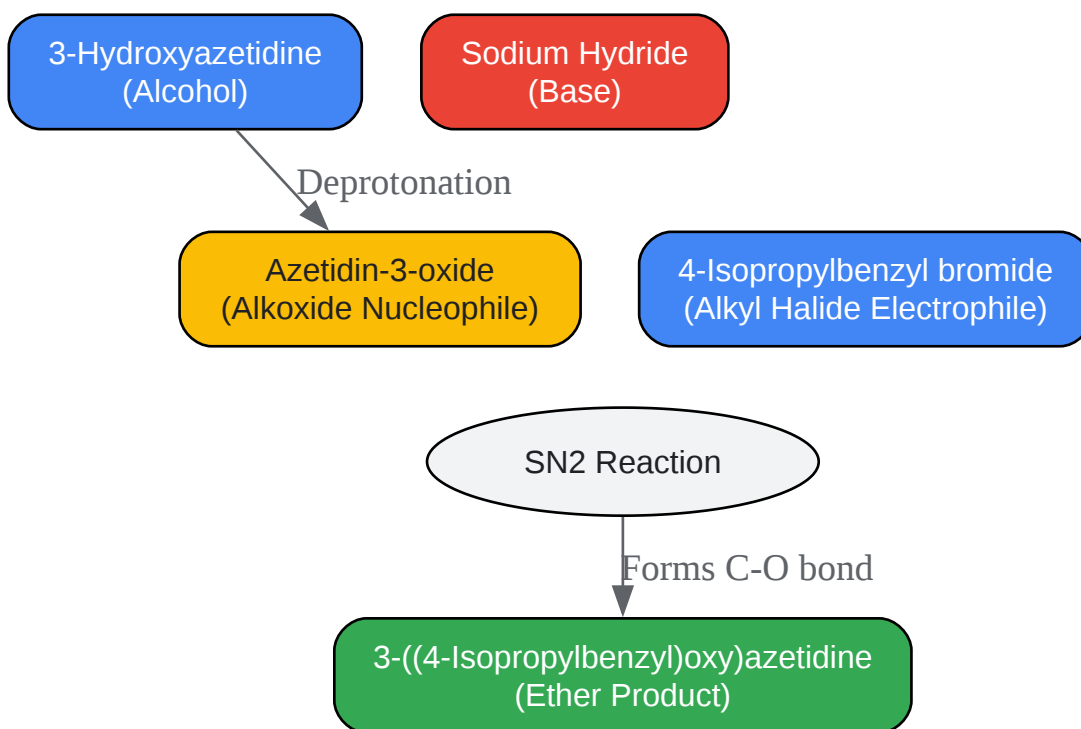 3-Hydroxyazetidine
(Alcohol)
Sodium Hydride
(Base)
Deprotonation
Azetidin-3-oxide
(Alkoxide Nucleophile)
4-Isopropylbenzyl bromide
(Alkyl Halide Electrophile)
SN2 Reaction
Forms C-O bond
3-((4-Isopropylbenzyl)oxy)azetidine
(Ether Product)